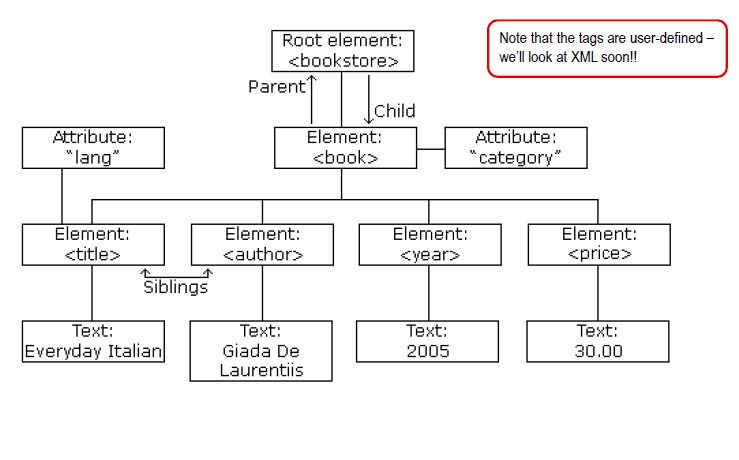 Root element:
<bookstore>
Note that the tags are user-defined –
we'll look at XML soon!!
Parent
Child
Attribute:
"lang"
Element:
<book>
Attribute:
"category"
Element:
<title>
Element:
<author>
Element:
<year>
Element:
<price>
Siblings
Text:
Everyday Italian
Text:
Giada De
Laurentiis
Text:
2005
Text:
30.00